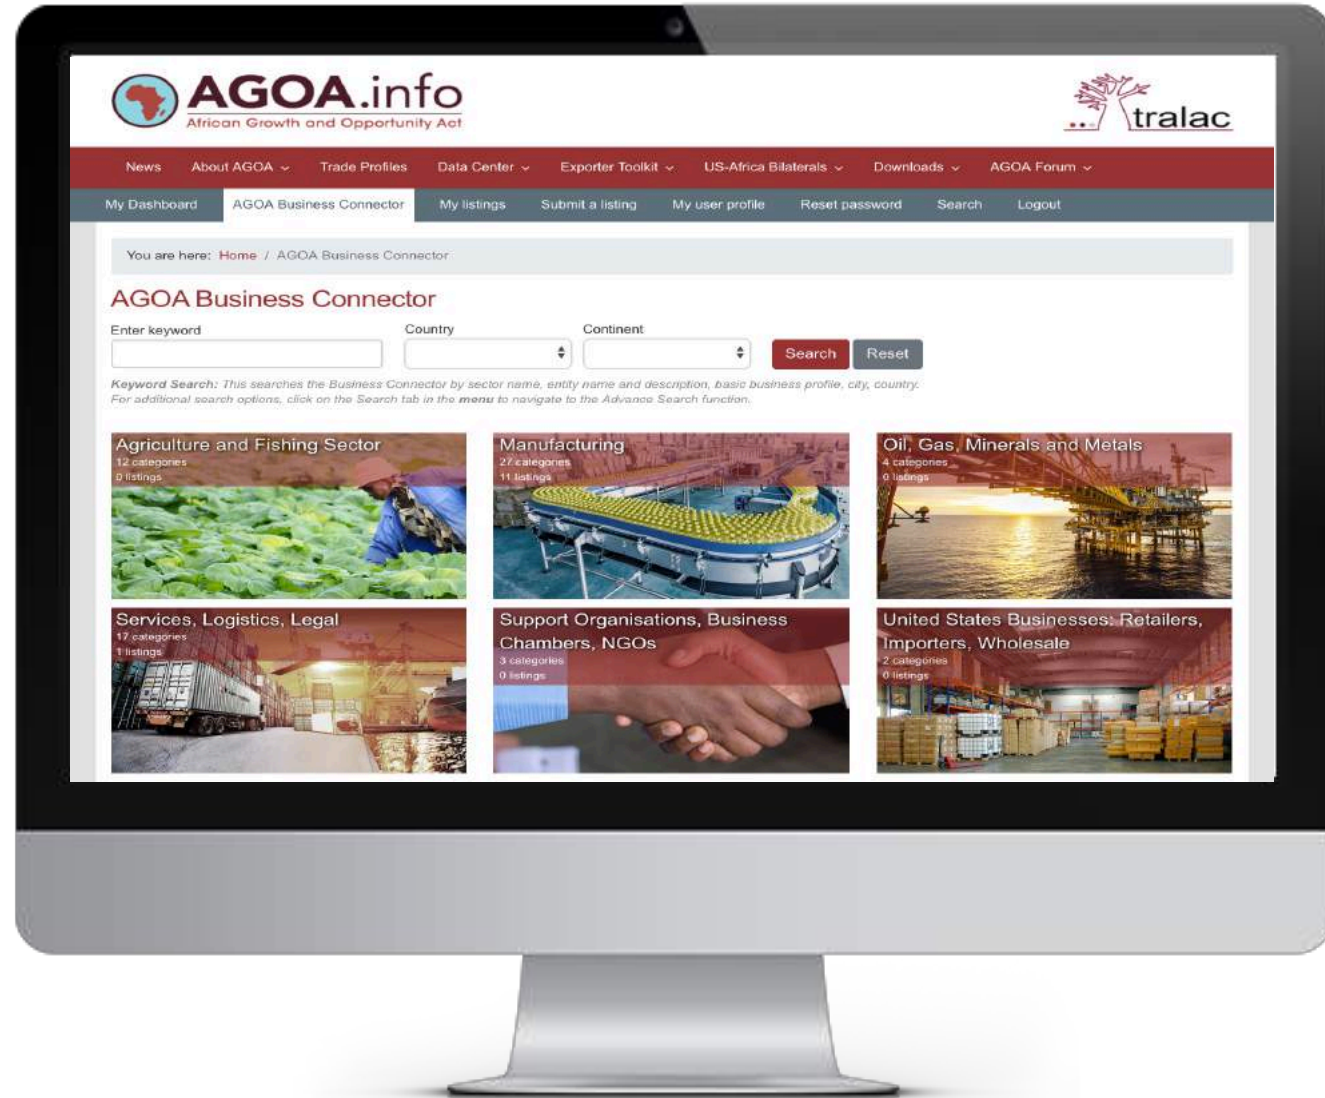 AGOA.info
African Growth and Opportunity Act
tralac
News About AGOA Trade Profiles Data Center Exporter Toolkit US-Africa Bilaterals Downloads AGOA Forum
My Dashboard AGOA Business Connector My listings Submit a listing My user profile Reset password Search Logout
You are here: Home / AGOA Business Connector
AGOA Business Connector
Enter keyword Country Continent
Search Reset
Keyword Search: This searches the Business Connector by sector name, entity name and description, basic business profile, city, country.
For additional search options, click on the Search tab in the menu to navigate to the Advance Search function.
Agriculture and Fishing Sector
12 categories
0 listings
Manufacturing
27 categories
11 listings
Oil, Gas, Minerals and Metals
4 categories
0 listings
Services, Logistics, Legal
17 categories
1 listings
Support Organisations, Business
Chambers, NGOs
3 categories
0 listings
United States Businesses: Retailers,
Importers, Wholesale
2 categories
0 listings